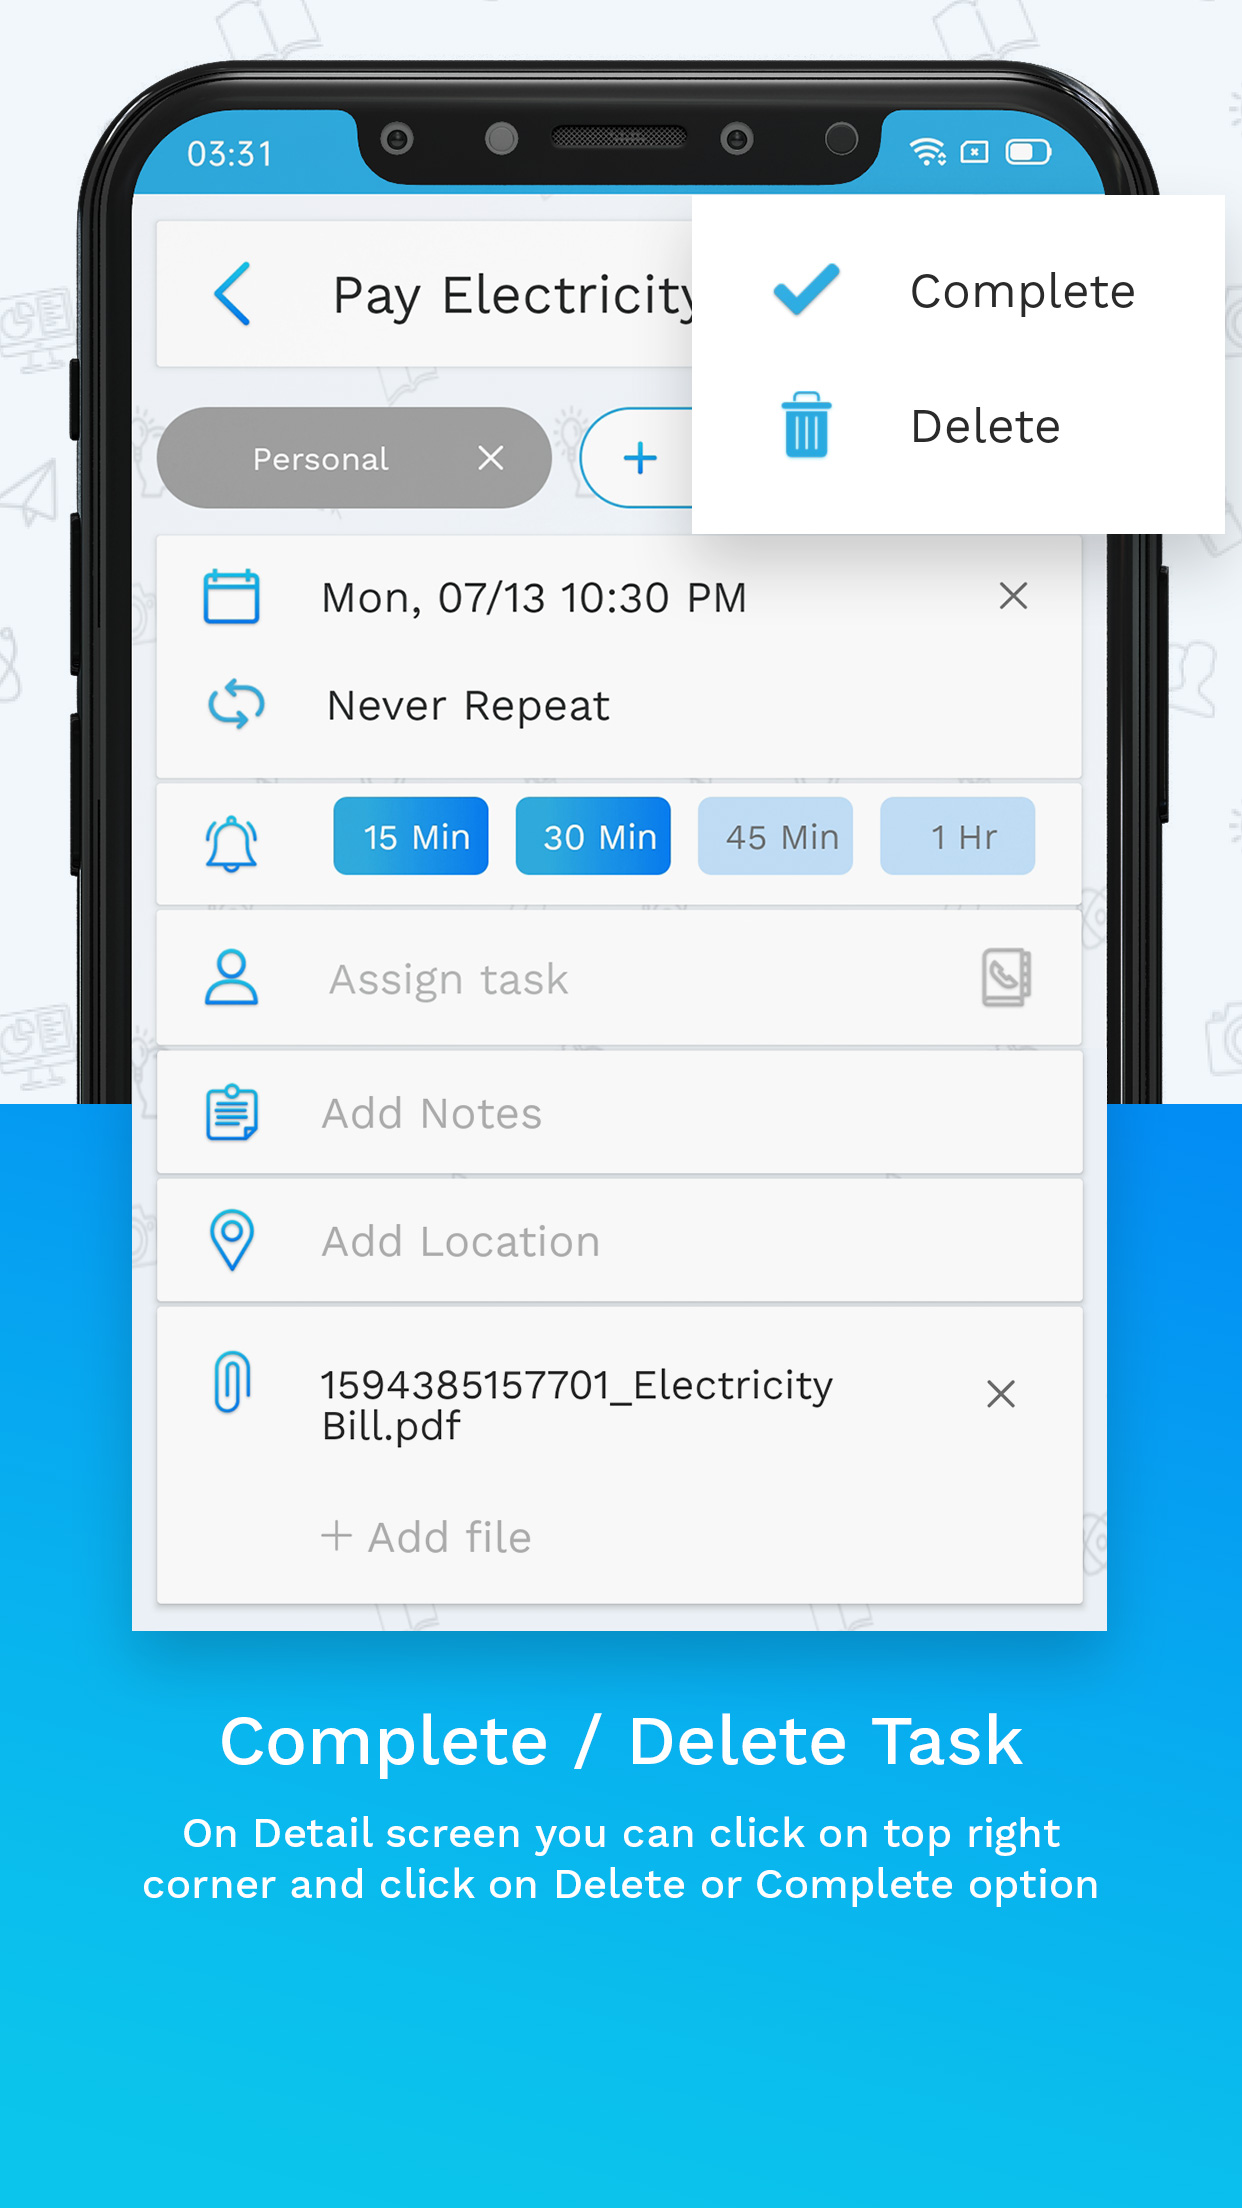 03:31
Pay Electricity
Complete
Delete
Personal
Mon, 07/13 10:30 PM
Never Repeat
15 Min 30 Min 45 Min 1 Hr
Assign task
Add Notes
Add Location
1594385157701_Electricity
Bill.pdf
+ Add file
Complete / Delete Task
On Detail screen you can click on top right
corner and click on Delete or Complete option